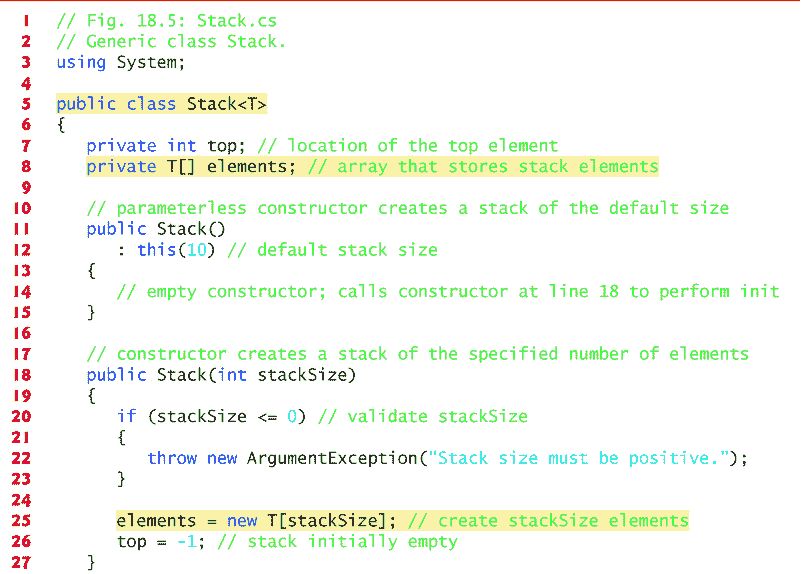 1 // Fig. 18.5: Stack.cs
2 // Generic class Stack.
3 using System;
4
5 public class Stack<T>
6 {
7 private int top; // location of the top element
8 private T[] elements; // array that stores stack elements
9
10 // parameterless constructor creates a stack of the default size
11 public Stack()
12 : this(10) // default stack size
13 {
14 // empty constructor; calls constructor at line 18 to perform init
15 }
16
17 // constructor creates a stack of the specified number of elements
18 public Stack(int stackSize)
19 {
20 if (stackSize <= 0) // validate stackSize
21 {
22 throw new ArgumentException("Stack size must be positive.");
23 }
24
25 elements = new T[stackSize]; // create stackSize elements
26 top = -1; // stack initially empty
27 }